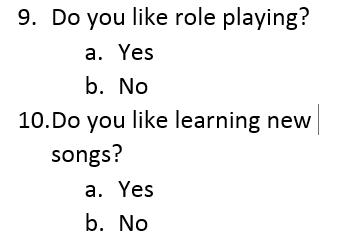 9. Do you like role playing?
a. Yes
b. No
10.Do you like learning new
songs?
a. Yes
b. No